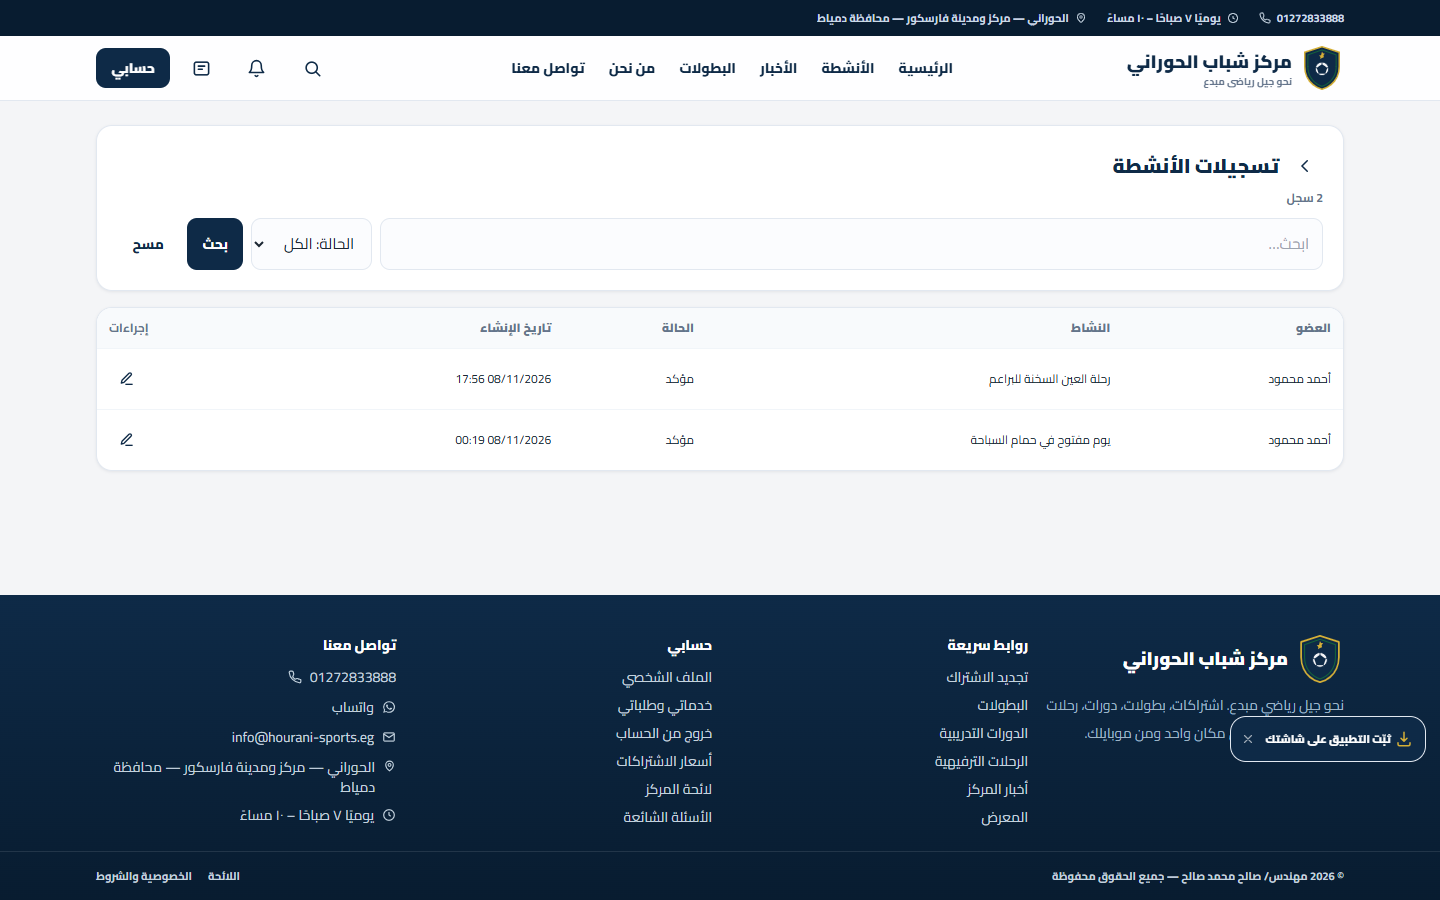 01272833888
يوميًا ٧ صباحًا – ١٠ مساءً
الحوراني — مركز ومدينة فارسكور — محافظة دمياط
مركز شباب الحوراني
نحو جيل رياضي مبدع
الرئيسية
الأنشطة
الأخبار
البطولات
من نحن
تواصل معنا
حسابي
تسجيلات الأنشطة
2 سجل
ابحث...
الحالة: الكل
بحث
مسح
العضو النشاط الحالة تاريخ الإنشاء إجراءات
أحمد محمود رحلة العين السخنة للبراعم مؤكد 08/11/2026 17:56
أحمد محمود يوم مفتوح في حمام السباحة مؤكد 08/11/2026 00:19
مركز شباب الحوراني
نحو جيل رياضي مبدع. اشتراكات، بطولات، دورات، رحلات
مكان واحد ومن موبايلك.
ثبّت التطبيق على شاشتك
روابط سريعة
تجديد الاشتراك
البطولات
الدورات التدريبية
الرحلات الترفيهية
أخبار المركز
المعرض
حسابي
الملف الشخصي
خدماتي وطلباتي
خروج من الحساب
أسعار الاشتراكات
لائحة المركز
الأسئلة الشائعة
تواصل معنا
01272833888
واتساب
info@hourani-sports.eg
الحوراني — مركز ومدينة فارسكور — محافظة
دمياط
يوميًا ٧ صباحًا – ١٠ مساءً
© 2026 مهندس/ صالح محمد صالح — جميع الحقوق محفوظة
اللائحة
الخصوصية والشروط